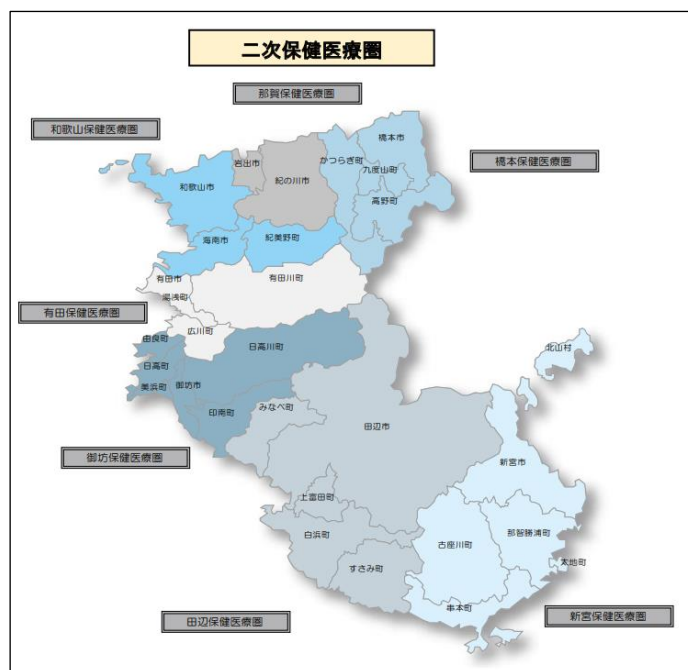 二次保健医療圏
那賀保健医療圏
和歌山保健医療圏
橋本保健医療圏
橋本市
岩出市
かつらぎ町
紀の川市
九度山町
和歌山市
高野町
海南市
紀美野町
有田市
有田川町
湯浅町
有田保健医療圏
広川町
由良町
日高川町
北山村
日高町
美浜町
御坊市
印南町
みなべ町
田辺市
御坊保健医療圏
新宮市
上富田町
白浜町
古座川町
那智勝浦町
太地町
すさみ町
串本町
田辺保健医療圏
新宮保健医療圏